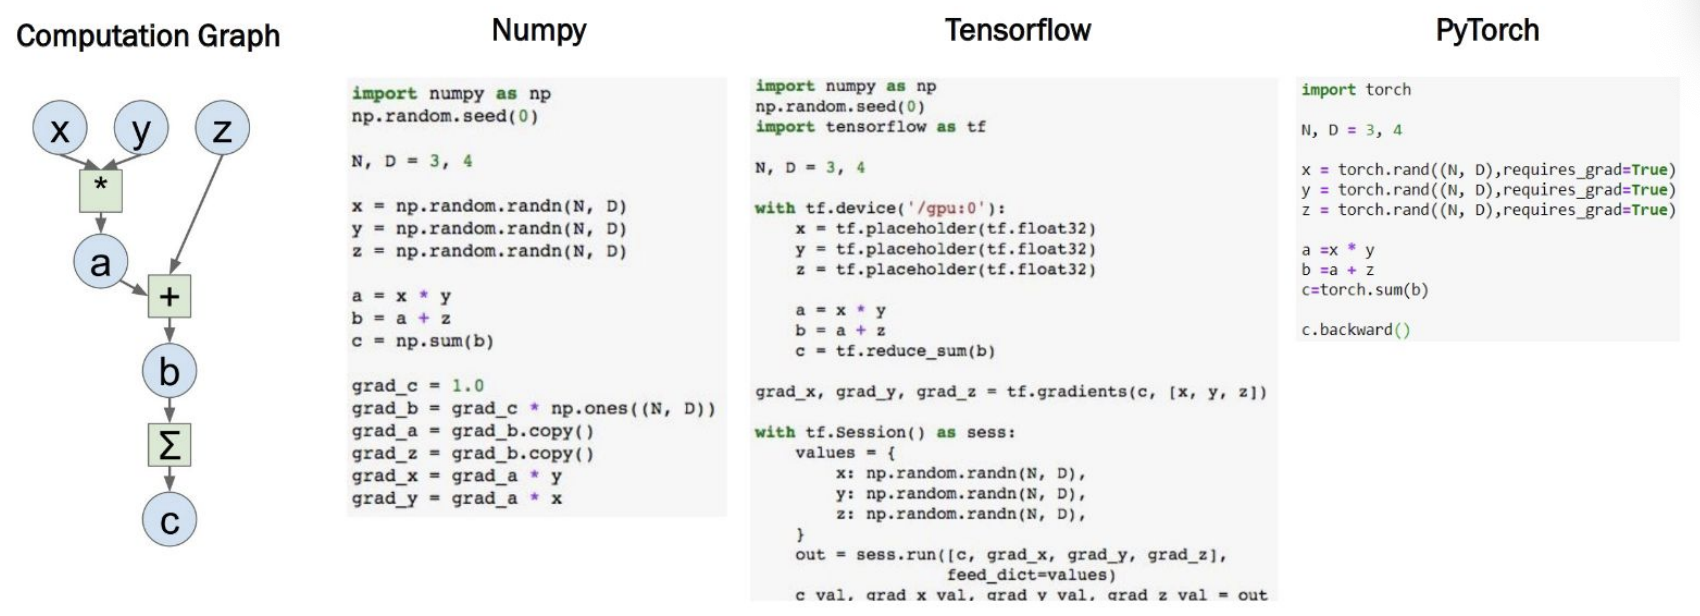 Computation Graph
x
y
z
*
a
+
b
Σ
c
Numpy
import numpy as np
np.random.seed(0)
N, D = 3, 4
x = np.random.randn(N, D)
y = np.random.randn(N, D)
z = np.random.randn(N, D)
a = x * y
b = a + z
c = np.sum(b)
grad_c = 1.0
grad_b = grad_c * np.ones((N, D))
grad_a = grad_b.copy()
grad_z = grad_b.copy()
grad_x = grad_a * y
grad_y = grad_a * x
Tensorflow
import numpy as np
np.random.seed(0)
import tensorflow as tf
N, D = 3, 4
with tf.device('/gpu:0'):
    x = tf.placeholder(tf.float32)
    y = tf.placeholder(tf.float32)
    z = tf.placeholder(tf.float32)
    a = x * y
    b = a + z
    c = tf.reduce_sum(b)
grad_x, grad_y, grad_z = tf.gradients(c, [x, y, z])
with tf.Session() as sess:
    values = {
        x: np.random.randn(N, D),
        y: np.random.randn(N, D),
        z: np.random.randn(N, D),
    }
    out = sess.run([c, grad_x, grad_y, grad_z],
                   feed_dict=values)
    c_val, grad_x_val, grad_y_val, grad_z_val = out
PyTorch
import torch
N, D = 3, 4
x = torch.rand((N, D),requires_grad=True)
y = torch.rand((N, D),requires_grad=True)
z = torch.rand((N, D),requires_grad=True)
a =x * y
b =a + z
c=torch.sum(b)
c.backward()